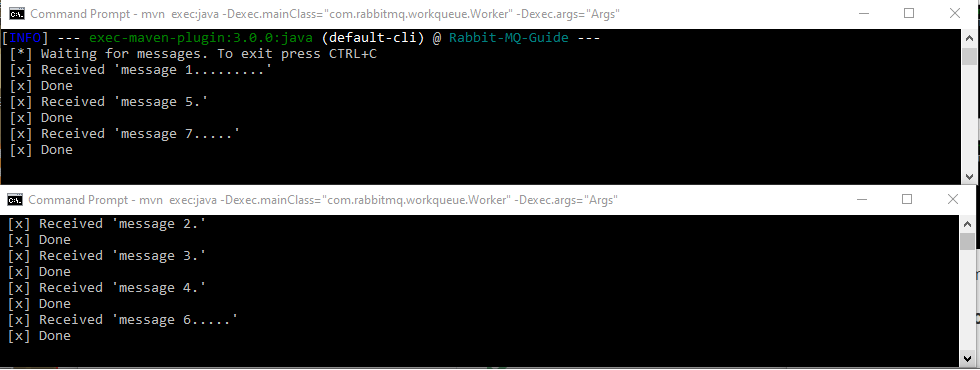 Command Prompt - mvn exec:java -Dexec.mainClass="com.rabbitmq.workqueue.Worker" -Dexec.args="Args"
[INFO] --- exec-maven-plugin:3.0.0:java (default-cli) @ Rabbit-MQ-Guide ---
[*] Waiting for messages. To exit press CTRL+C
[x] Received 'message 1.........'
[x] Done
[x] Received 'message 5.'
[x] Done
[x] Received 'message 7.....'
[x] Done
Command Prompt - mvn exec:java -Dexec.mainClass="com.rabbitmq.workqueue.Worker" -Dexec.args="Args"
[x] Received 'message 2.'
[x] Done
[x] Received 'message 3.'
[x] Done
[x] Received 'message 4.'
[x] Done
[x] Received 'message 6.....'
[x] Done